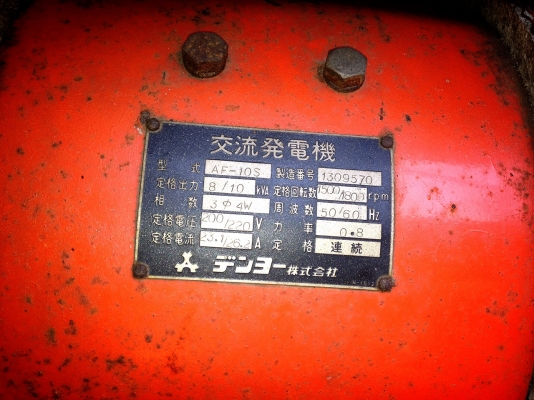 交流発電機
型式 AF-10S 製造番号 1309570
定格出力 8/10 kVA 定格回転数 1500/1800 rpm
相数 3φ4W 周波数 50/60 Hz
定格電圧 200/220 V 力率 0.8
定格電流 23.1/26.2 A 定格 連続
デンヨー株式会社